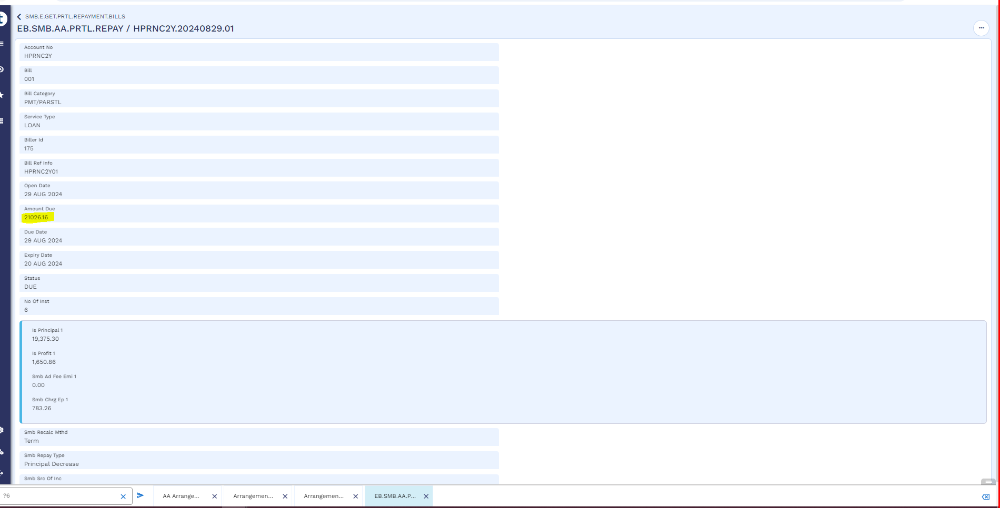 SMB.E.GET.PRTL.REPAYMENT.BILLS
EB.SMB.AA.PRTL.REPAY / HPRNC2Y.20240829.01
Account No
HPRNC2Y
Bill
001
Bill Category
PMT/PARSTL
Service Type
LOAN
Biller Id
175
Bill Ref Info
HPRNC2Y01
Open Date
29 AUG 2024
Amount Due
21026.16
Due Date
29 AUG 2024
Expiry Date
20 AUG 2024
Status
DUE
No Of Inst
6
Is Principal 1
19,375.30
Is Profit 1
1,650.86
Smb Ad Fee Emi 1
0.00
Smb Chrg Ep 1
783.26
Smb Recalc Mthd
Term
Smb Repay Type
Principal Decrease
Smb Src Of Inc
?6 AA Arrange... Arrangemen... Arrangemen... EB.SMB.AA.P...